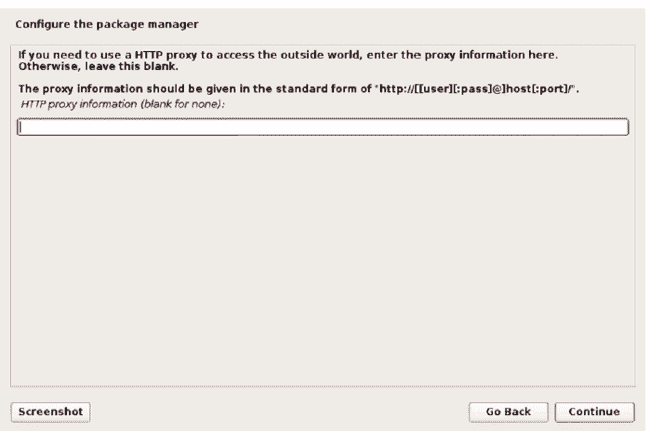 Configure the package manager
If you need to use a HTTP proxy to access the outside world, enter the proxy information here.
Otherwise, leave this blank.
The proxy information should be given in the standard form of "http://[[user][:pass]@]host[:port]/".
HTTP proxy information (blank for none):
Screenshot
Go Back
Continue